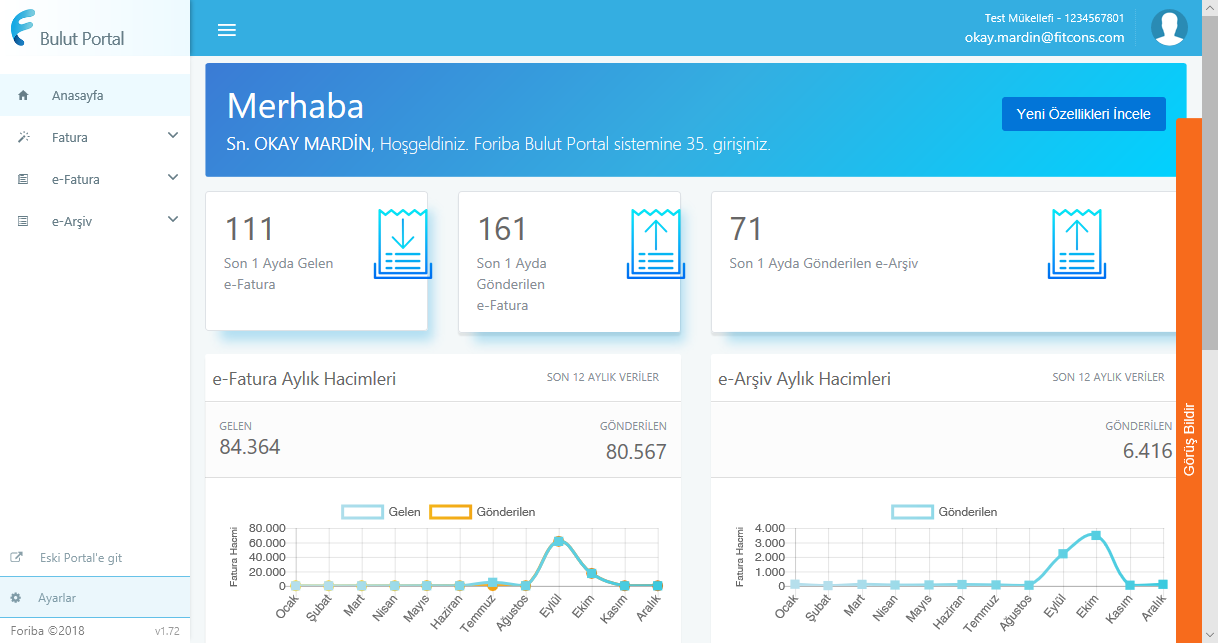 Bulut Portal
Test Mükellefi - 1234567801
okay.mardin@fitcons.com
Anasayfa
Fatura
e-Fatura
e-Arşiv
Eski Portal'e git
Ayarlar
Foriba ©2018
v1.72
Merhaba
Sn. OKAY MARDİN, Hoşgeldiniz. Foriba Bulut Portal sistemine 35. girişiniz.
Yeni Özellikleri İncele
111
Son 1 Ayda Gelen
e-Fatura
161
Son 1 Ayda
Gönderilen
e-Fatura
71
Son 1 Ayda Gönderilen e-Arşiv
e-Fatura Aylık Hacimleri
SON 12 AYLIK VERİLER
GELEN
84.364
GÖNDERİLEN
80.567
Gelen
Gönderilen
Fatura Hacmi
80.000
60.000
40.000
20.000
0
Ocak
Şubat
Mart
Nisan
Mayıs
Haziran
Temmuz
Ağustos
Eylül
Ekim
Kasım
Aralık
e-Arşiv Aylık Hacimleri
SON 12 AYLIK VERİLER
GÖNDERİLEN
6.416
Gönderilen
Fatura Hacmi
4.000
3.000
2.000
1.000
0
Ocak
Şubat
Mart
Nisan
Mayıs
Haziran
Temmuz
Ağustos
Eylül
Ekim
Kasım
Aralık
Görüş Bildir